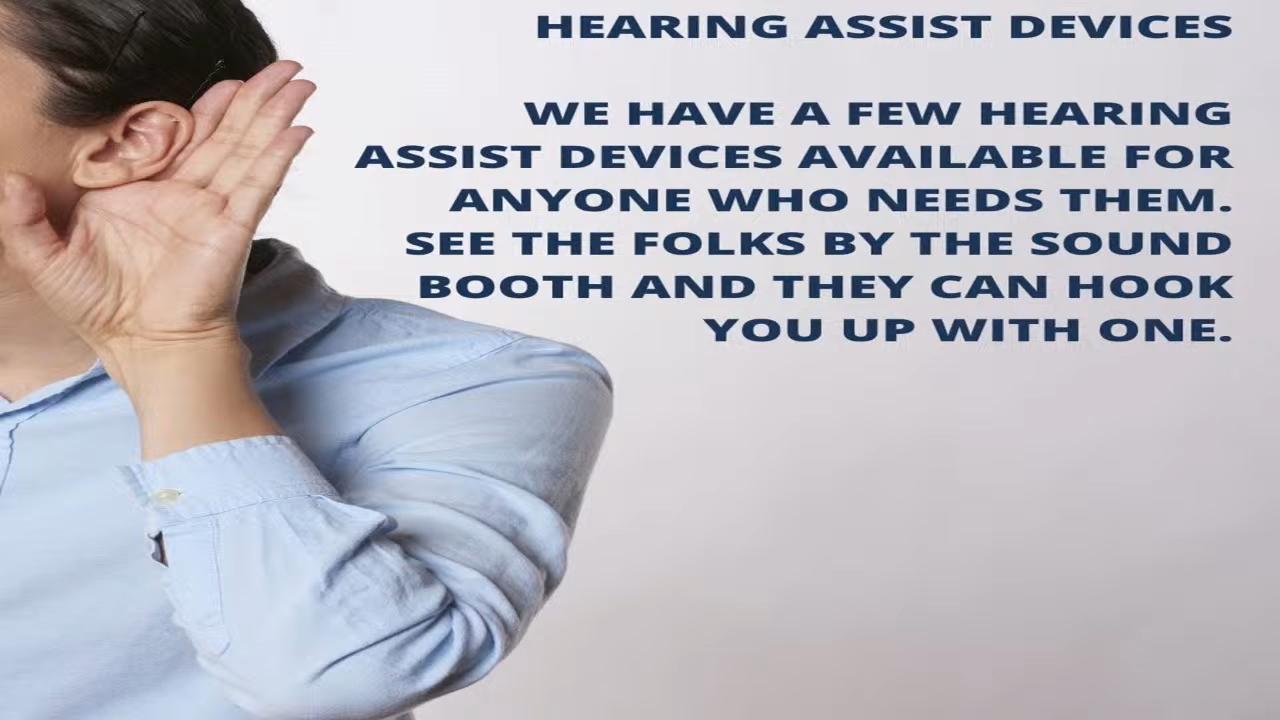 HEARING ASSIST DEVICES
WE HAVE A FEW HEARING
ASSIST DEVICES AVAILABLE FOR
ANYONE WHO NEEDS THEM.
SEE THE FOLKS BY THE SOUND
BOOTH AND THEY CAN HOOK
YOU UP WITH ONE.